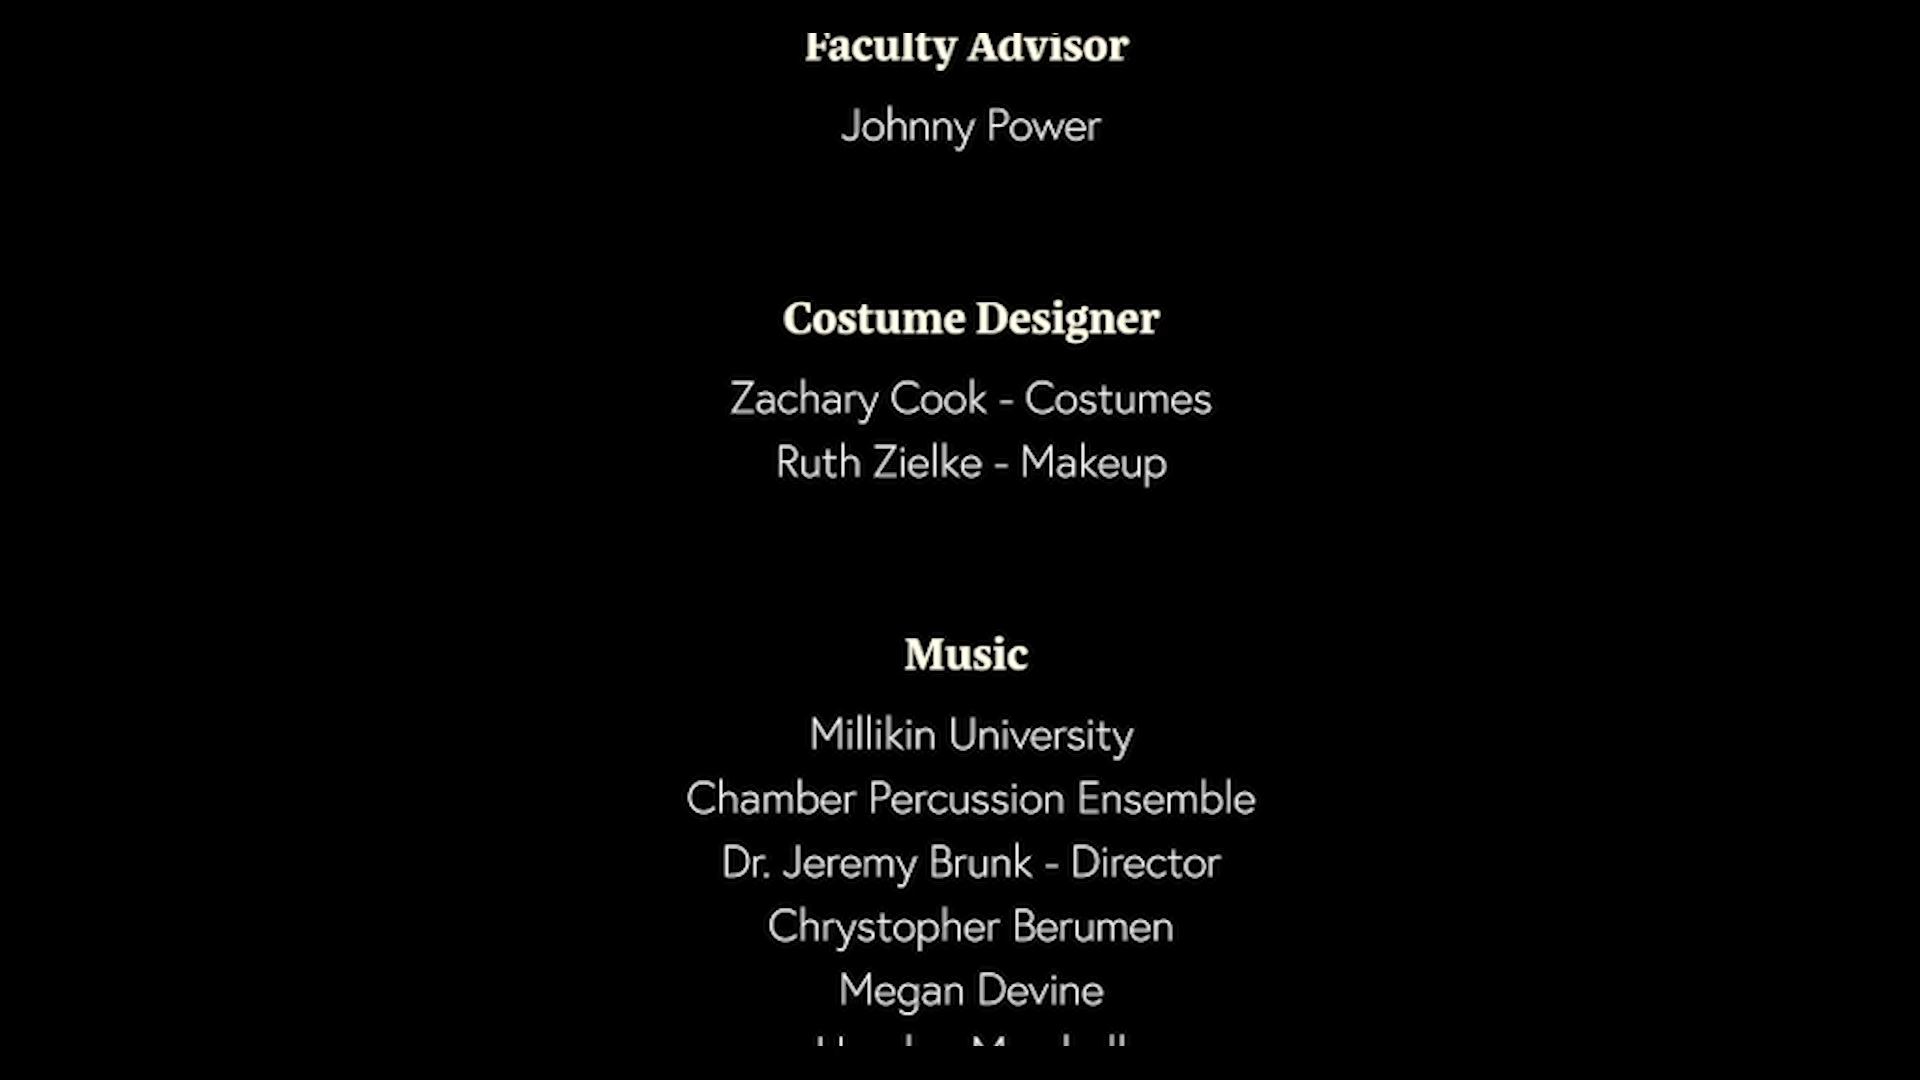 Faculty Advisor
Johnny Power
Costume Designer
Zachary Cook - Costumes
Ruth Zielke - Makeup
Music
Millikin University
Chamber Percussion Ensemble
Dr. Jeremy Brunk - Director
Chrystopher Berumen
Megan Devine